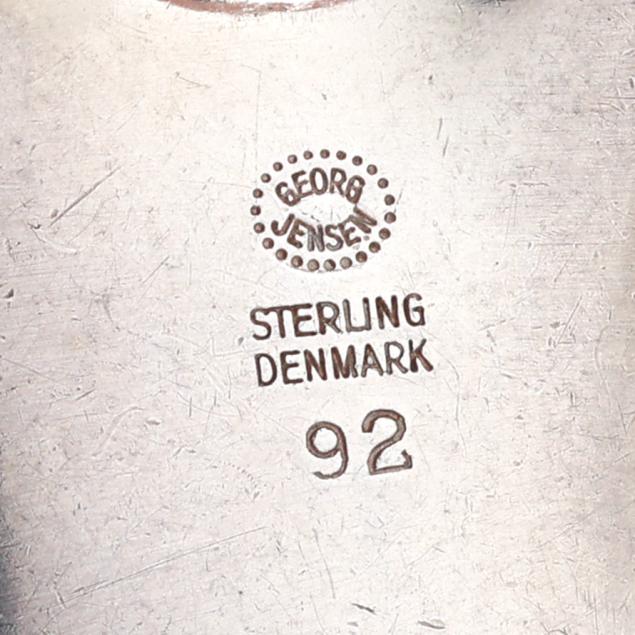 GEORG
JENSEN
STERLING
DENMARK
92